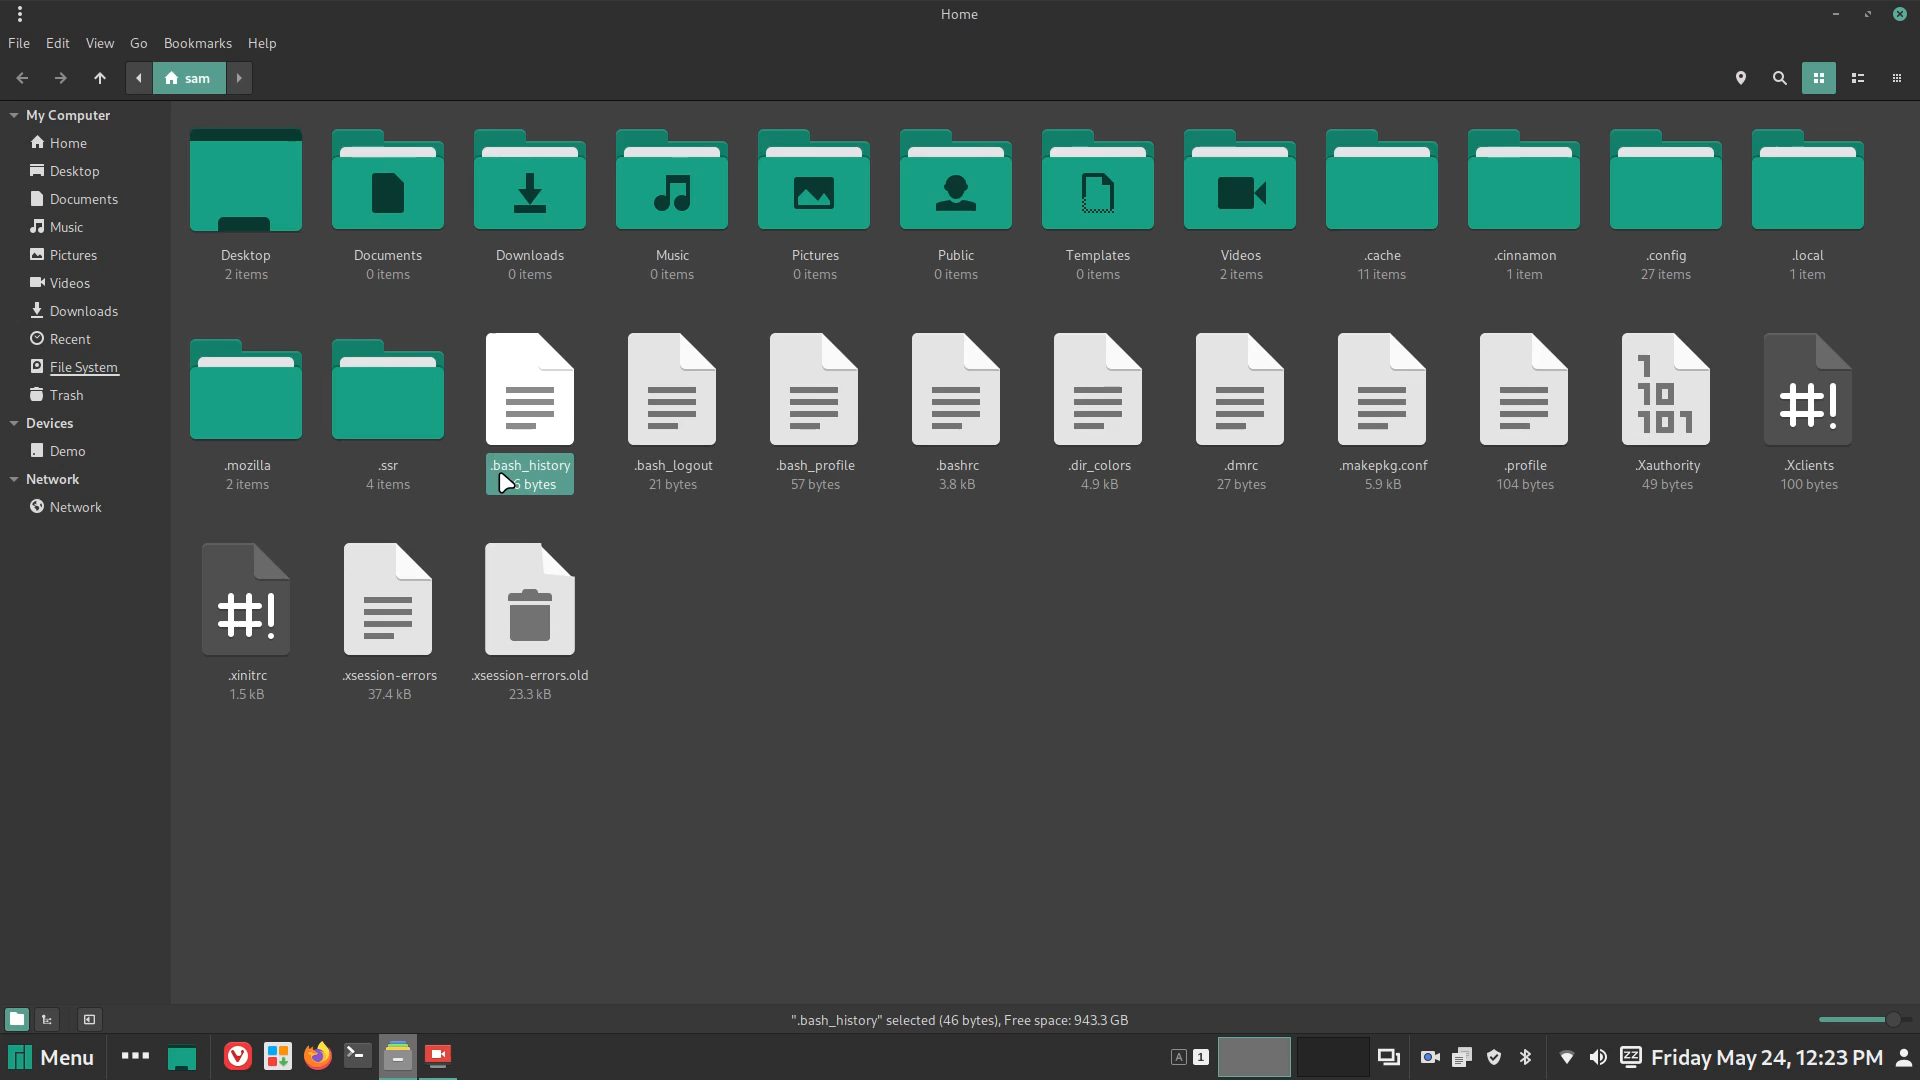 Home
File Edit View Go Bookmarks Help
sam
My Computer
Home
Desktop
Documents
Music
Pictures
Videos
Downloads
Recent
File System
Trash
Devices
Demo
Network
Network
Desktop Documents Downloads Music Pictures Public Templates Videos .cache .cinnamon .config .local
2 items 0 items 0 items 0 items 0 items 0 items 0 items 2 items 11 items 1 item 27 items 1 item
.mozilla .ssr .bash_history .bash_logout .bash_profile .bashrc .dir_colors .dmrc .makepkg.conf .profile .Xauthority .Xclients
2 items 4 items bytes 21 bytes 57 bytes 3.8 kB 4.9 kB 27 bytes 5.9 kB 104 bytes 49 bytes 100 bytes
.xinitrc .xsession-errors .xsession-errors.old
1.5 kB 37.4 kB 23.3 kB
".bash_history" selected (46 bytes), Free space: 943.3 GB
Menu A 1 Friday May 24, 12:23 PM